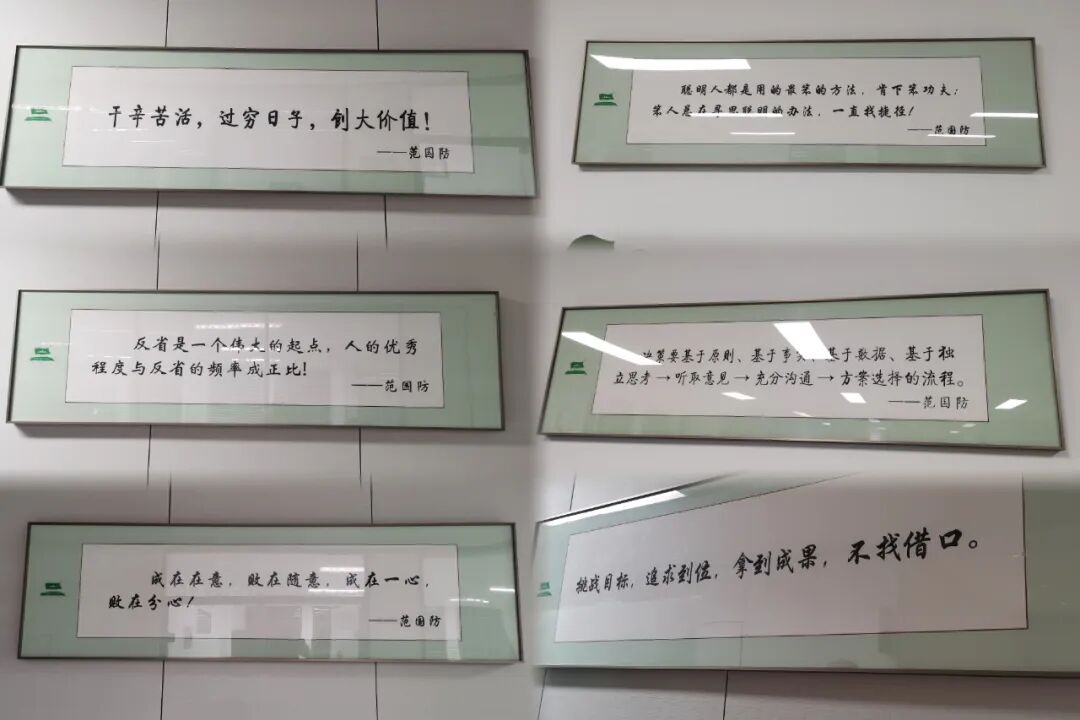 干辛苦活，过穷日子，创大价值！
——范国防
聪明人都是用的最笨的方法，肯下笨功夫；
笨人总在寻思聪明的办法，一直找捷径！
——范国防
反省是一个伟大的起点，人的优秀
程度与反省的频率成正比！
——范国防
决策要基于原则、基于事实、基于数据、基于独
立思考→听取意见→充分沟通→方案选择的流程。
——范国防
成在在意，败在随意，成在一心，
败在分心！
——范国防
挑战目标，追求到位，拿到成果，不找借口。